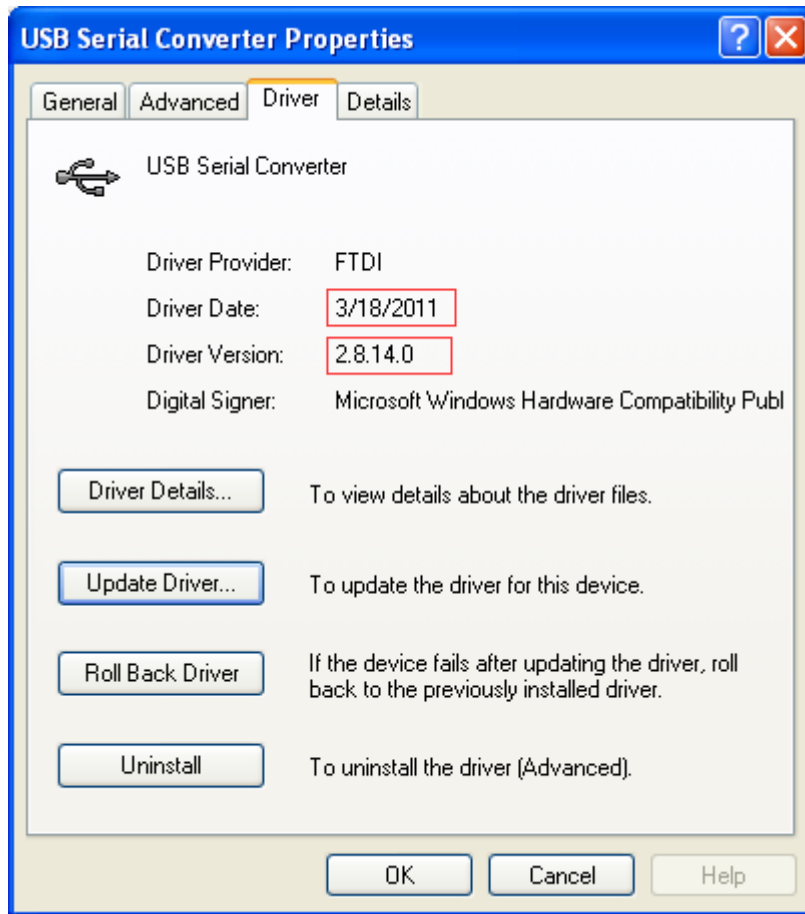 USB Serial Converter Properties
?
General Advanced Driver Details
USB Serial Converter
Driver Provider: FTDI
Driver Date: 3/18/2011
Driver Version: 2.8.14.0
Digital Signer: Microsoft Windows Hardware Compatibility Publ
Driver Details... To view details about the driver files.
Update Driver... To update the driver for this device.
Roll Back Driver If the device fails after updating the driver, roll
back to the previously installed driver.
Uninstall To uninstall the driver (Advanced).
OK Cancel Help